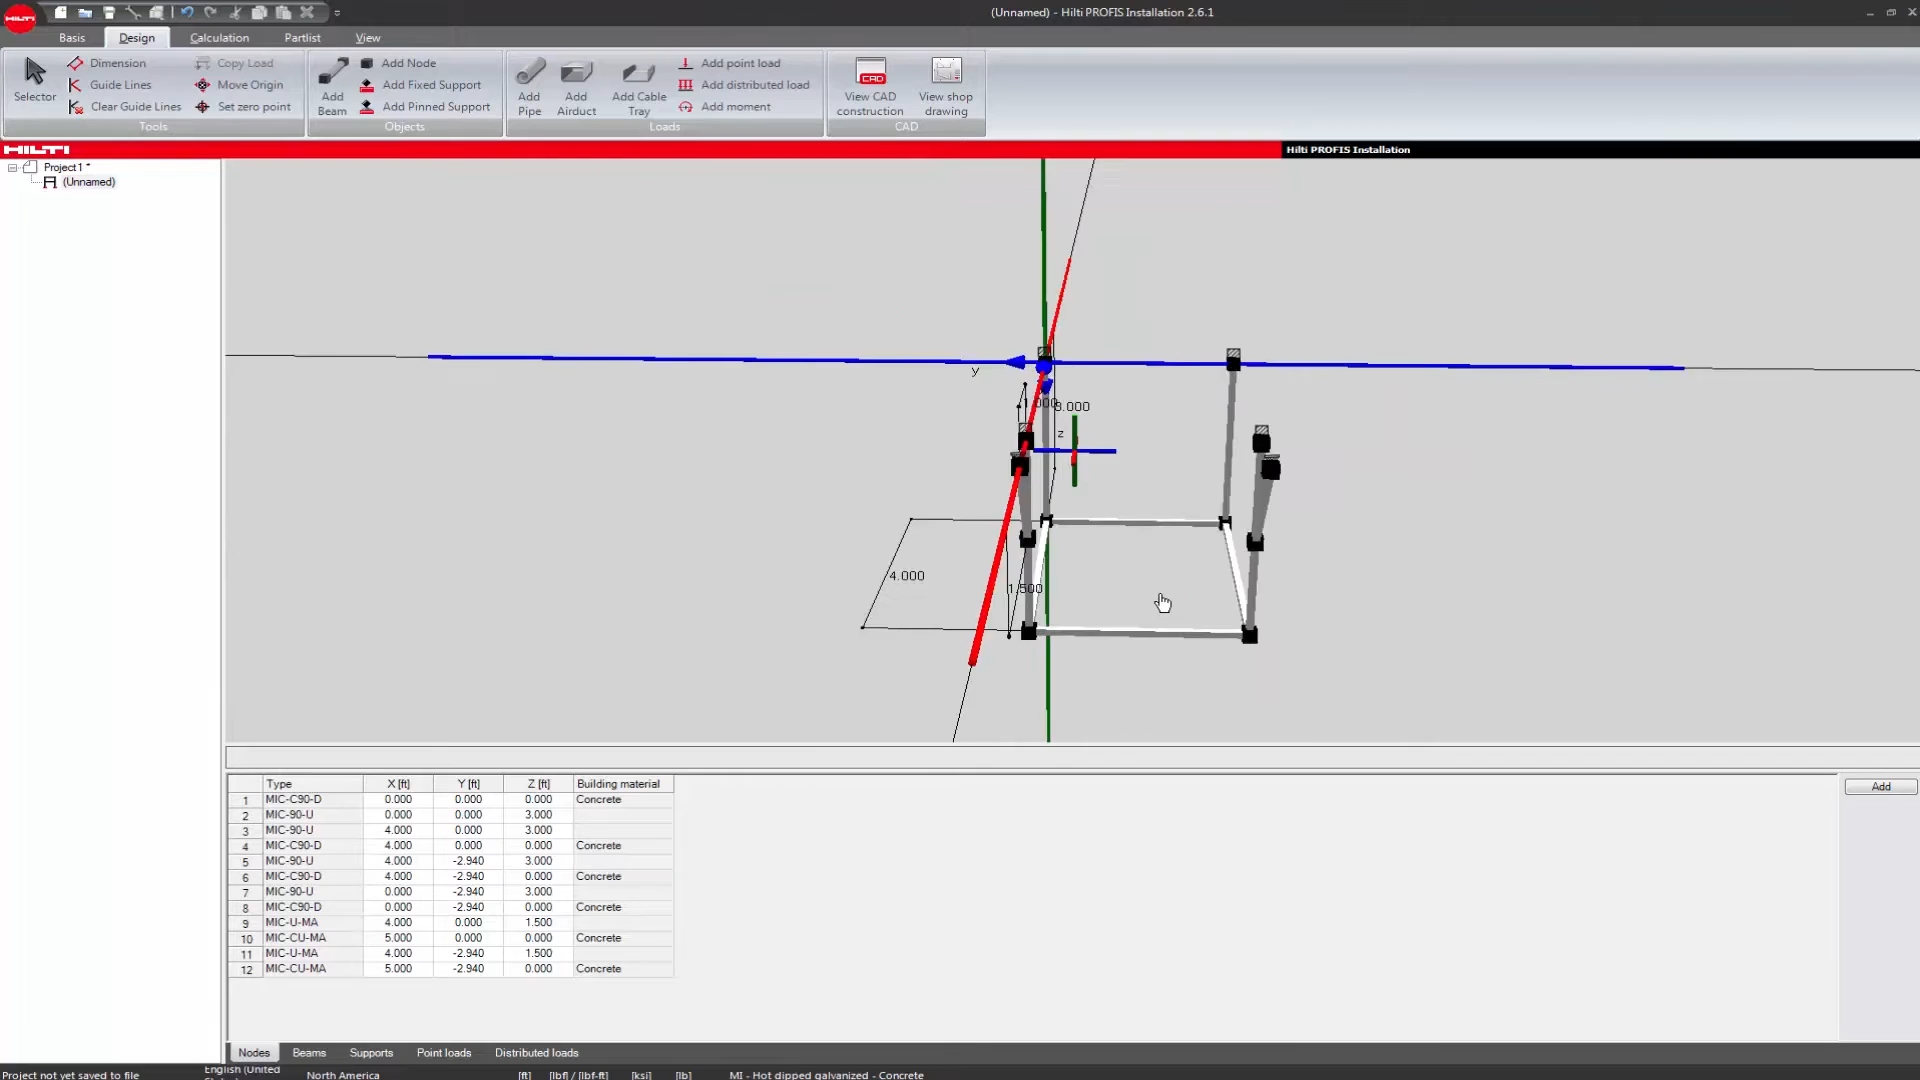 HILTI
(Unnamed) - Hilti PROFIS Installation 2.6.1
Basis Design Calculation Partlist View
Selector
Dimension
Guide Lines
Clear Guide Lines
Copy Load
Move Origin
Set zero point
Tools
Add Beam
Add Node
Add Fixed Support
Add Pinned Support
Objects
Add Pipe
Add Airduct
Add Cable Tray
Add point load
Add distributed load
Add moment
Loads
CAD
View CAD construction
View shop drawing
CAD
HILTI
Hilti PROFIS Installation
Project1 *
(Unnamed)
y
z
4.000
1.500
Type X [ft] Y [ft] Z [ft] Building material
1 MIC-C90-D 0.000 0.000 0.000 Concrete
2 MIC-90-U 0.000 0.000 3.000
3 MIC-90-U 4.000 0.000 3.000
4 MIC-C90-D 4.000 0.000 0.000 Concrete
5 MIC-90-U 4.000 -2.940 3.000
6 MIC-C90-D 4.000 -2.940 0.000 Concrete
7 MIC-90-U 0.000 -2.940 3.000
8 MIC-C90-D 0.000 -2.940 0.000 Concrete
9 MIC-U-MA 4.000 0.000 1.500
10 MIC-CU-MA 5.000 0.000 0.000 Concrete
11 MIC-U-MA 4.000 -2.940 1.500
12 MIC-CU-MA 5.000 -2.940 0.000 Concrete
Add
Nodes Beams Supports Point loads Distributed loads
Project not yet saved to file
English (United
North America
[ft] [lbf] / [lbf-ft] [ksi] [lb]
MI - Hot dipped galvanized - Concrete